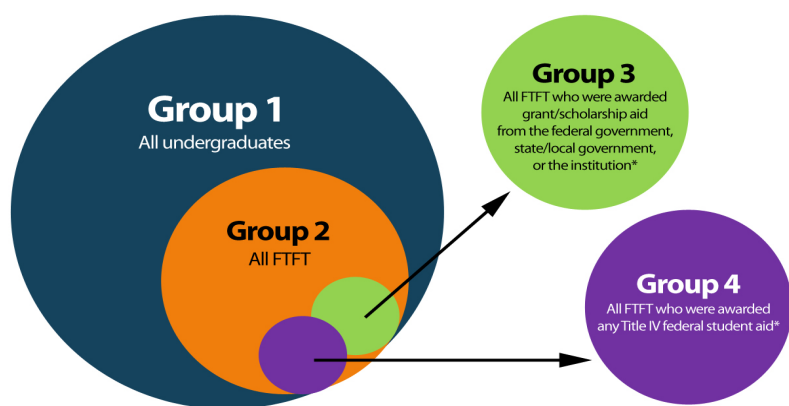 Group 1
All undergraduates
Group 2
All FTFT
Group 3
All FTFT who were awarded
grant/scholarship aid
from the federal government,
state/local government,
or the institution*
Group 4
All FTFT who were awarded
any Title IV federal student aid*